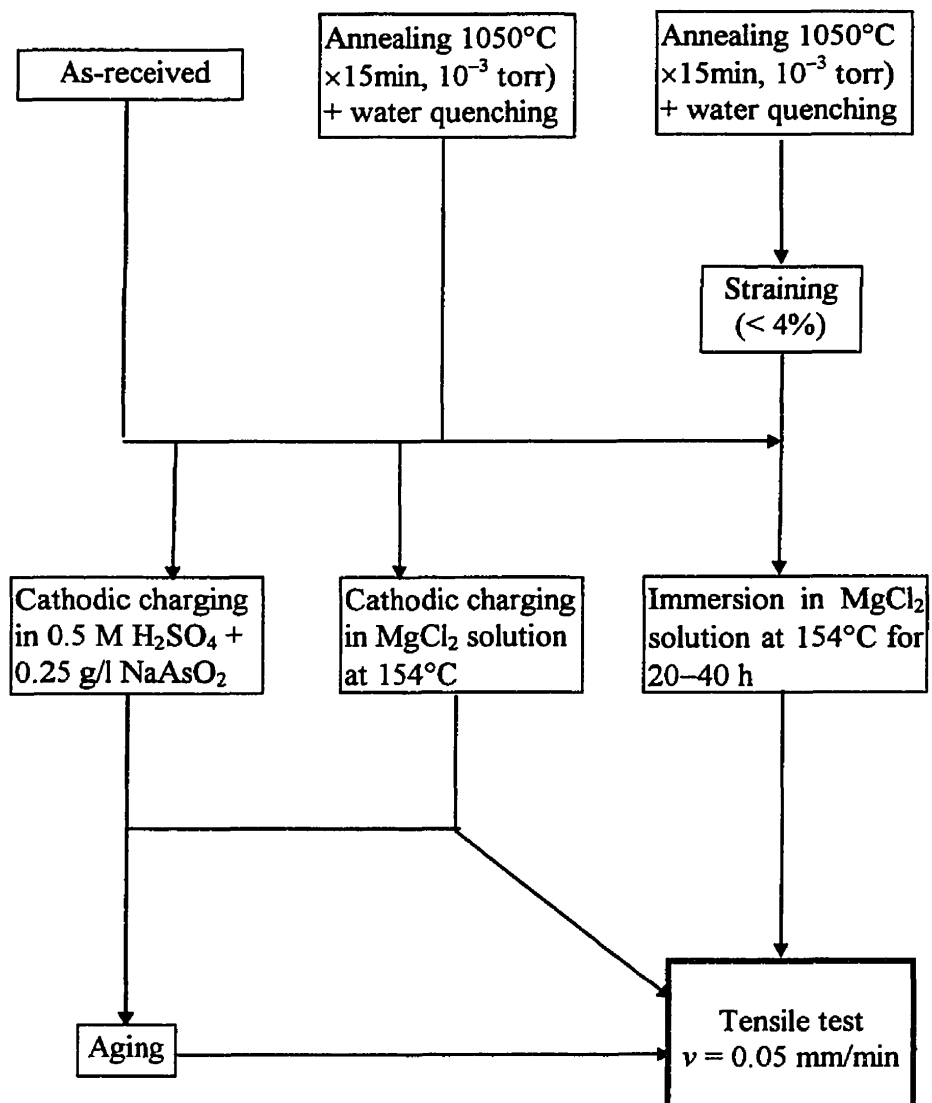 As-received
Annealing 1050°C
×15min, 10⁻³ torr)
+ water quenching
Annealing 1050°C
×15min, 10⁻³ torr)
+ water quenching
Straining
(< 4%)
Cathodic charging
in 0.5 M H₂SO₄ +
0.25 g/l NaAsO₂
Cathodic charging
in MgCl₂ solution
at 154°C
Immersion in MgCl₂
solution at 154°C for
20–40 h
Aging
Tensile test
v = 0.05 mm/min